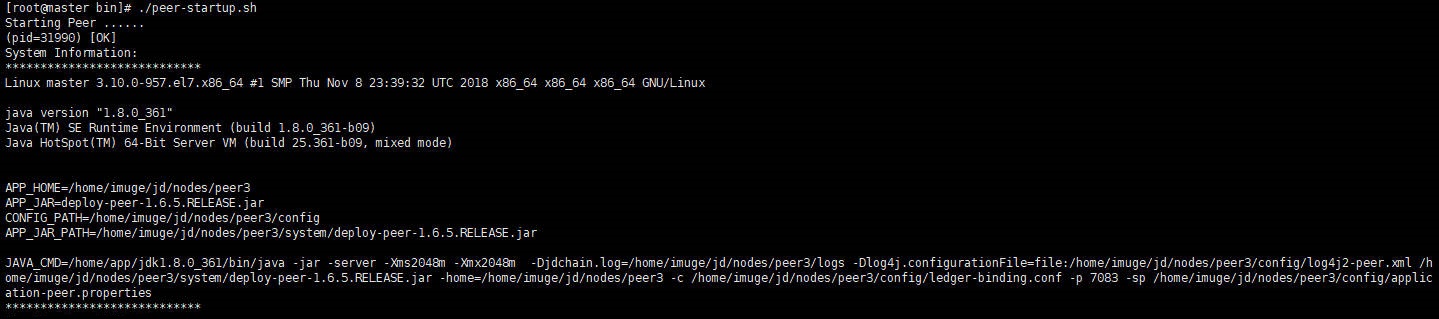 [root@master bin]# ./peer-startup.sh
Starting Peer ......
(pid=31990) [OK]
System Information:
****************************
Linux master 3.10.0-957.el7.x86_64 #1 SMP Thu Nov 8 23:39:32 UTC 2018 x86_64 x86_64 x86_64 GNU/Linux
java version "1.8.0_361"
Java(TM) SE Runtime Environment (build 1.8.0_361-b09)
Java HotSpot(TM) 64-Bit Server VM (build 25.361-b09, mixed mode)
APP_HOME=/home/imuge/jd/nodes/peer3
APP_JAR=deploy-peer-1.6.5.RELEASE.jar
CONFIG_PATH=/home/imuge/jd/nodes/peer3/config
APP_JAR_PATH=/home/imuge/jd/nodes/peer3/system/deploy-peer-1.6.5.RELEASE.jar
JAVA_CMD=/home/app/jdk1.8.0_361/bin/java -jar -server -Xms2048m -Xmx2048m  -Djdchain.log=/home/imuge/jd/nodes/peer3/logs -Dlog4j.configurationFile=file:/home/imuge/jd/nodes/peer3/config/log4j2-peer.xml /h
ome/imuge/jd/nodes/peer3/system/deploy-peer-1.6.5.RELEASE.jar -home=/home/imuge/jd/nodes/peer3 -c /home/imuge/jd/nodes/peer3/config/ledger-binding.conf -p 7083 -sp /home/imuge/jd/nodes/peer3/config/applic
ation-peer.properties
****************************